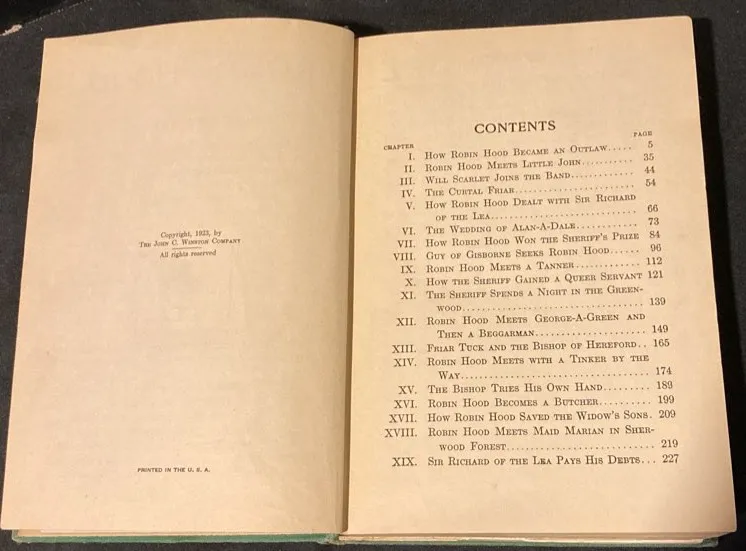 Copyright, 1923, by
THE JOHN C. WINSTON COMPANY
All rights reserved
PRINTED IN THE U. S. A.
CONTENTS
CHAPTER PAGE
I. HOW ROBIN HOOD BECAME AN OUTLAW..... 5
II. ROBIN HOOD MEETS LITTLE JOHN........... 35
III. WILL SCARLET JOINS THE BAND............. 44
IV. THE CURTAL FRIAR......................... 54
V. HOW ROBIN HOOD DEALT WITH SIR RICHARD
OF THE LEA............................... 66
VI. THE WEDDING OF ALAN-A-DALE............. 73
VII. HOW ROBIN HOOD WON THE SHERIFF'S PRIZE 84
VIII. GUY OF GISBORNE SEEKS ROBIN HOOD...... 96
IX. ROBIN HOOD MEETS A TANNER............. 112
X. HOW THE SHERIFF GAINED A QUEER SERVANT 121
XI. THE SHERIFF SPENDS A NIGHT IN THE GREEN-
WOOD..................................... 139
XII. ROBIN HOOD MEETS GEORGE-A-GREEN AND
THEN A BEGGARMAN....................... 149
XIII. FRIAR TUCK AND THE BISHOP OF HEREFORD.. 165
XIV. ROBIN HOOD MEETS WITH A TINKER BY THE
WAY...................................... 174
XV. THE BISHOP TRIES HIS OWN HAND......... 189
XVI. ROBIN HOOD BECOMES A BUTCHER.......... 199
XVII. HOW ROBIN HOOD SAVED THE WIDOW'S SONS. 209
XVIII. ROBIN HOOD MEETS MAID MARIAN IN SHER-
WOOD FOREST............................. 219
XIX. SIR RICHARD OF THE LEA PAYS HIS DEBTS... 227